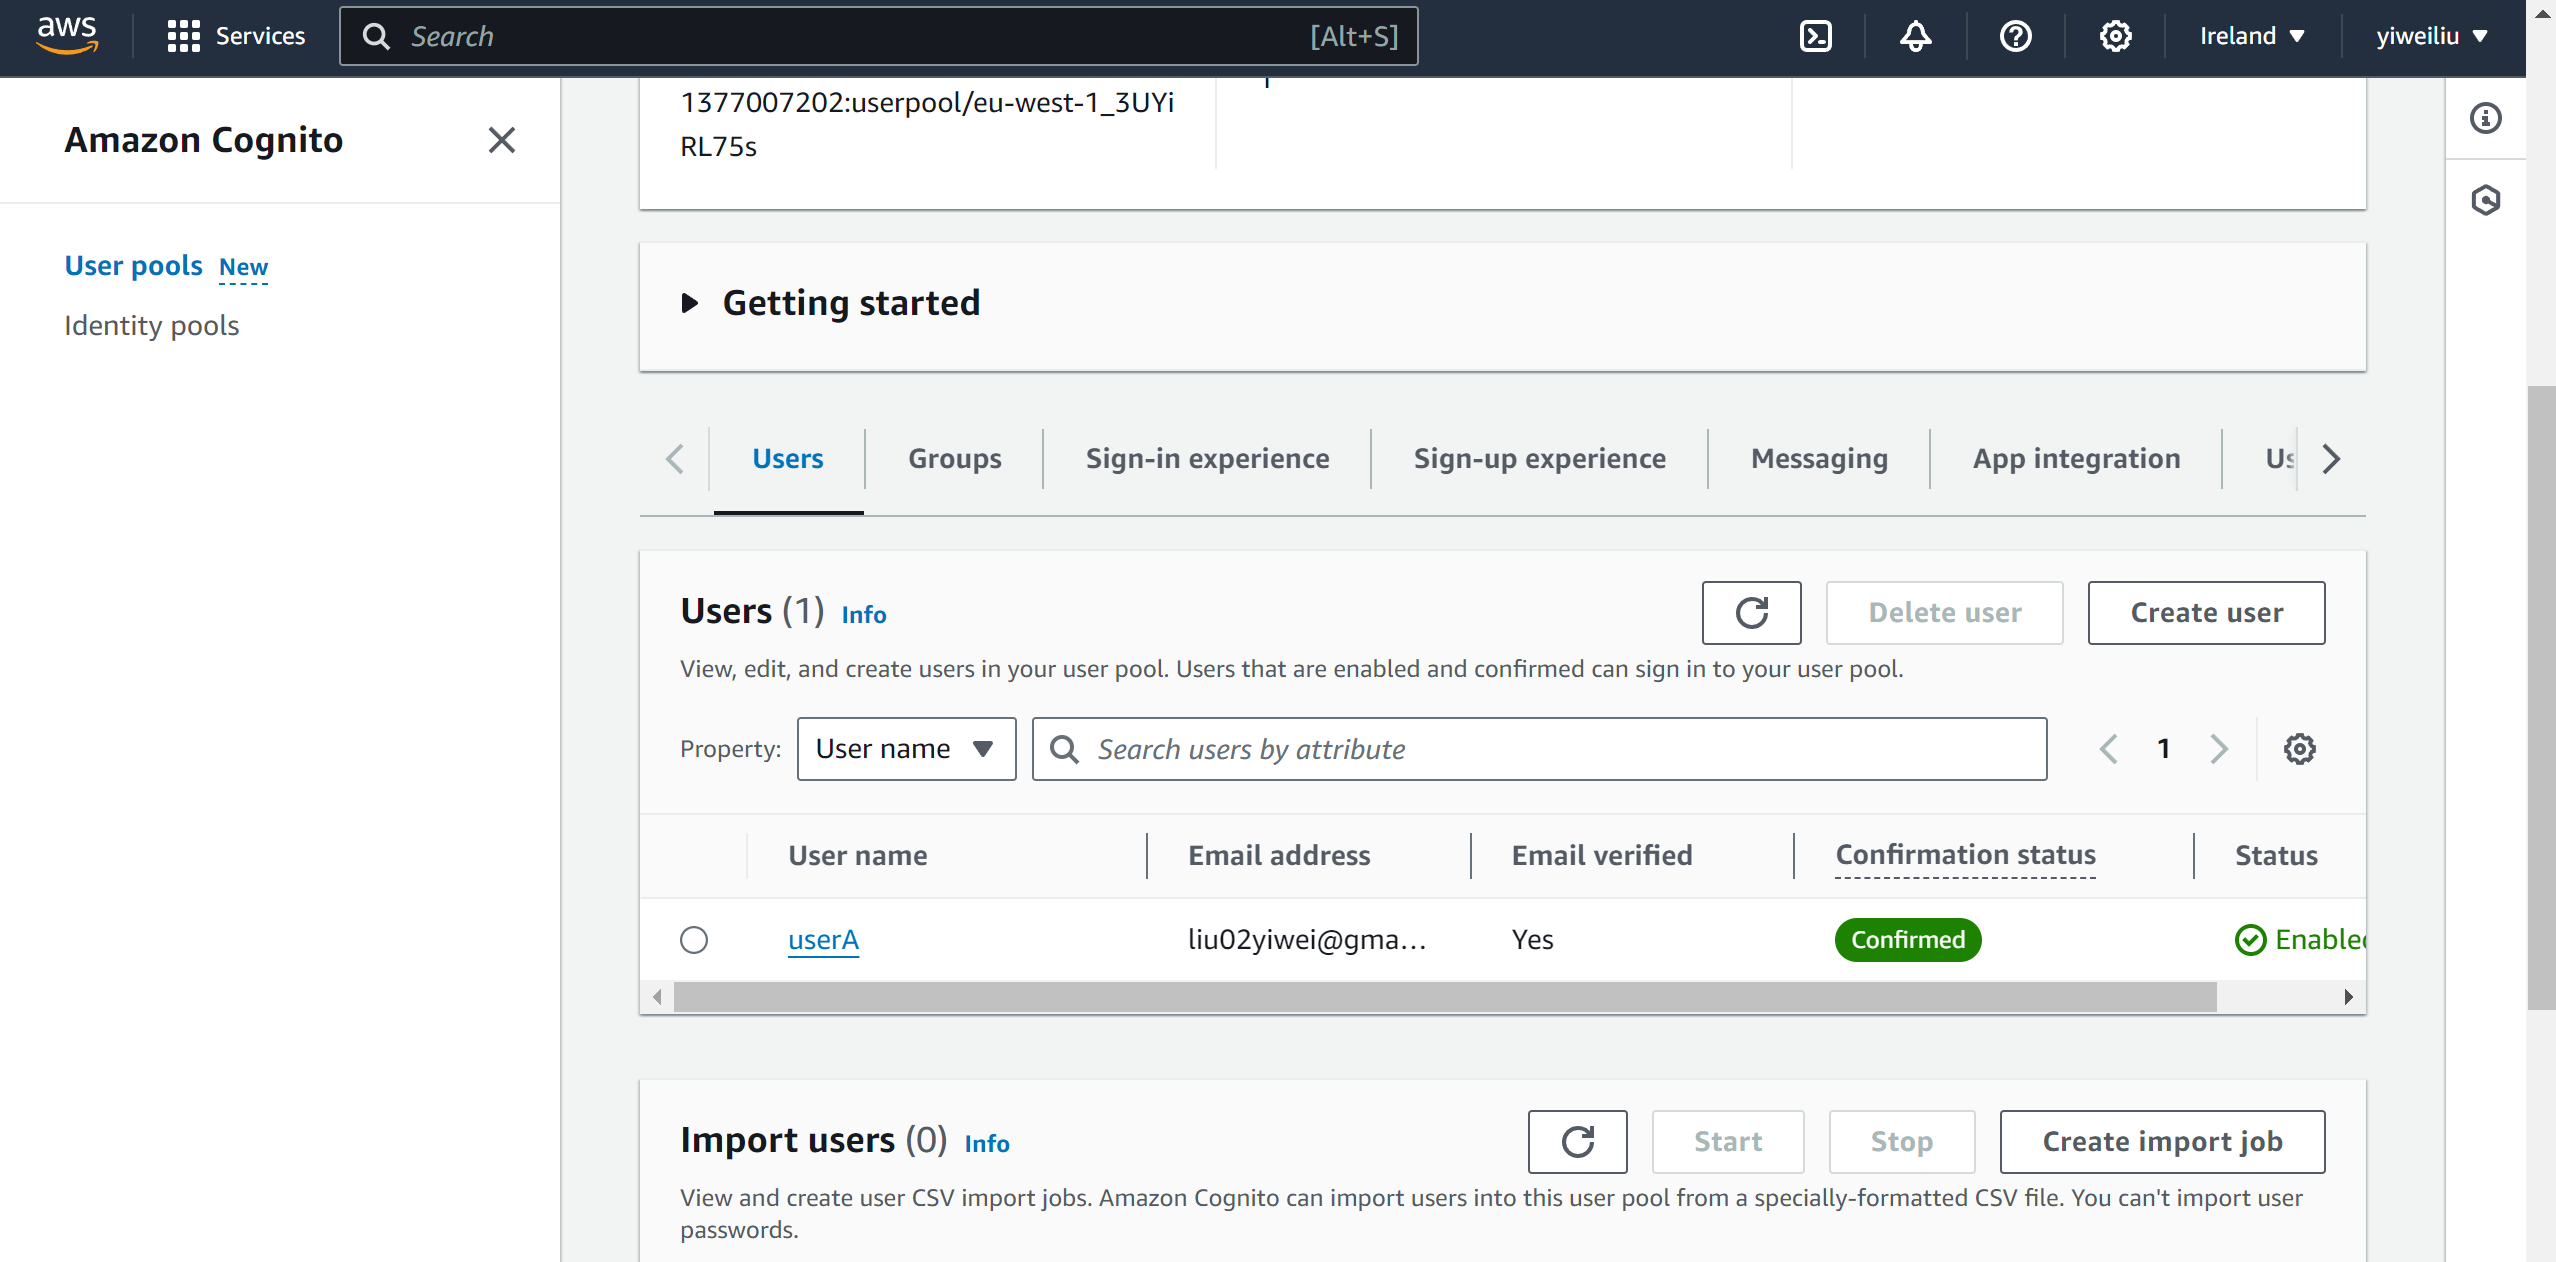 aws
Services
Search
[Alt+S]
Ireland
yiweiliu
Amazon Cognito
User pools New
Identity pools
1377007202:userpool/eu-west-1_3UYi
RL75s
Getting started
Users
Groups
Sign-in experience
Sign-up experience
Messaging
App integration
Us
Users (1) Info
Delete user
Create user
View, edit, and create users in your user pool. Users that are enabled and confirmed can sign in to your user pool.
Property:
User name
Search users by attribute
1
User name
Email address
Email verified
Confirmation status
Status
userA
liu02yiwei@gma...
Yes
Confirmed
Enabled
Import users (0) Info
Start
Stop
Create import job
View and create user CSV import jobs. Amazon Cognito can import users into this user pool from a specially-formatted CSV file. You can't import user
passwords.